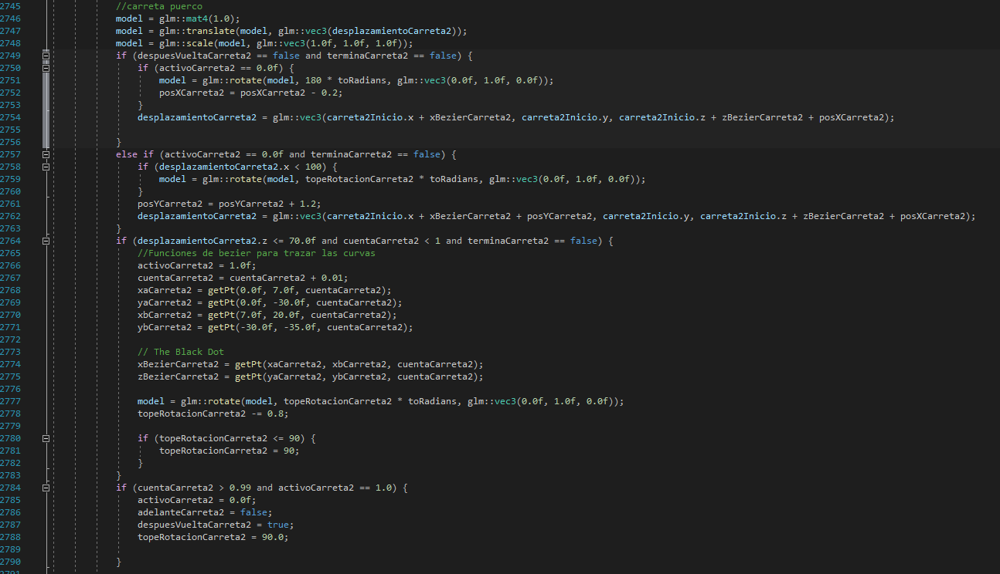 2745 //carreta puerco
2746 model = glm::mat4(1.0);
2747 model = glm::translate(model, glm::vec3(desplazamientoCarreta2));
2748 model = glm::scale(model, glm::vec3(1.0f, 1.0f, 1.0f));
2749 if (despuesVueltaCarreta2 == false and terminaCarreta2 == false) {
2750 if (activoCarreta2 == 0.0f) {
2751 model = glm::rotate(model, 180 * toRadians, glm::vec3(0.0f, 1.0f, 0.0f));
2752 posXCarreta2 = posXCarreta2 - 0.2;
2753 }
2754 desplazamientoCarreta2 = glm::vec3(carreta2Inicio.x + xBezierCarreta2, carreta2Inicio.y, carreta2Inicio.z + zBezierCarreta2 + posXCarreta2);
2755
2756 }
2757 else if (activoCarreta2 == 0.0f and terminaCarreta2 == false) {
2758 if (desplazamientoCarreta2.x < 100) {
2759 model = glm::rotate(model, topeRotacionCarreta2 * toRadians, glm::vec3(0.0f, 1.0f, 0.0f));
2760 }
2761 posYCarreta2 = posYCarreta2 + 1.2;
2762 desplazamientoCarreta2 = glm::vec3(carreta2Inicio.x + xBezierCarreta2 + posYCarreta2, carreta2Inicio.y, carreta2Inicio.z + zBezierCarreta2 + posXCarreta2);
2763 }
2764 if (desplazamientoCarreta2.z <= 70.0f and cuentaCarreta2 < 1 and terminaCarreta2 == false) {
2765 //Funciones de bezier para trazar las curvas
2766 activoCarreta2 = 1.0f;
2767 cuentaCarreta2 = cuentaCarreta2 + 0.01;
2768 xaCarreta2 = getPt(0.0f, 7.0f, cuentaCarreta2);
2769 yaCarreta2 = getPt(0.0f, -30.0f, cuentaCarreta2);
2770 xbCarreta2 = getPt(7.0f, 20.0f, cuentaCarreta2);
2771 ybCarreta2 = getPt(-30.0f, -35.0f, cuentaCarreta2);
2772
2773 // The Black Dot
2774 xBezierCarreta2 = getPt(xaCarreta2, xbCarreta2, cuentaCarreta2);
2775 zBezierCarreta2 = getPt(yaCarreta2, ybCarreta2, cuentaCarreta2);
2776
2777 model = glm::rotate(model, topeRotacionCarreta2 * toRadians, glm::vec3(0.0f, 1.0f, 0.0f));
2778 topeRotacionCarreta2 -= 0.8;
2779
2780 if (topeRotacionCarreta2 <= 90) {
2781 topeRotacionCarreta2 = 90;
2782 }
2783 }
2784 if (cuentaCarreta2 > 0.99 and activoCarreta2 == 1.0) {
2785 activoCarreta2 = 0.0f;
2786 adelanteCarreta2 = false;
2787 despuesVueltaCarreta2 = true;
2788 topeRotacionCarreta2 = 90.0;
2789
2790 }
2791